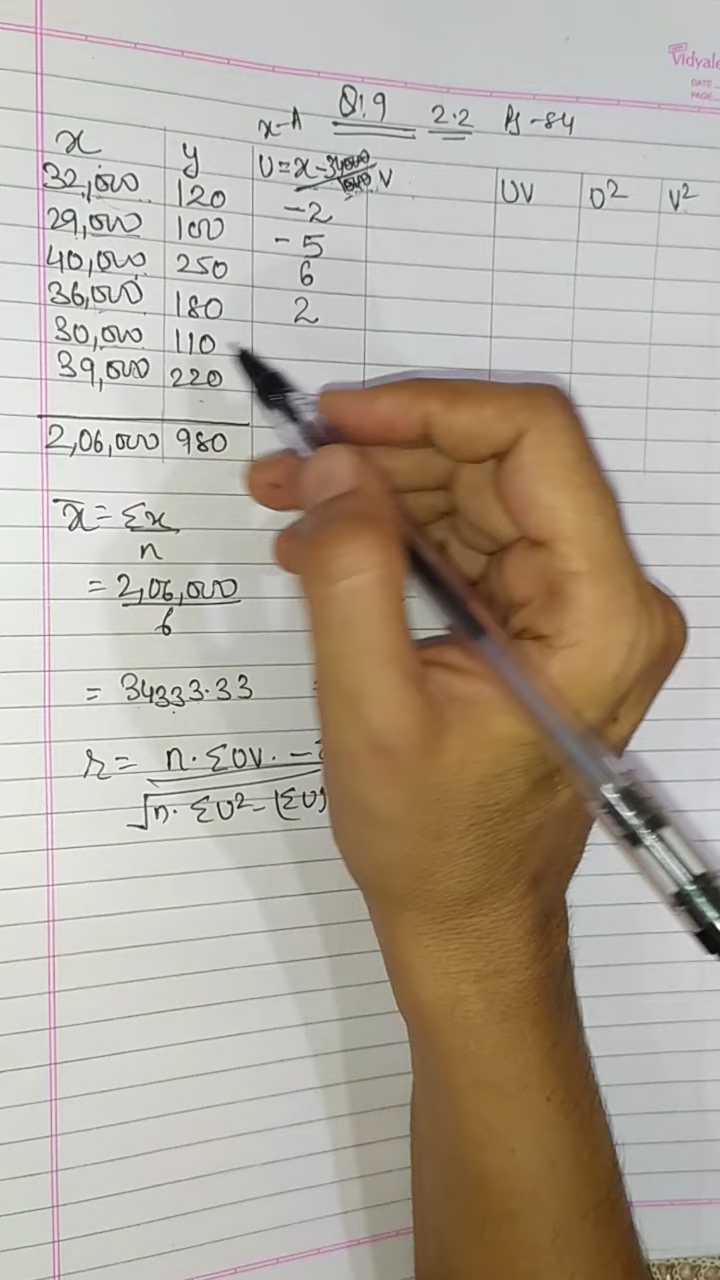 Vidyale
DATE
PAGE
Q.9 2.2 Pg-84
x y x-A U=x-34000/1000 V UV U² V²
32,000 120 -2
29,000 100 -5
40,000 250 6
36,000 180 2
30,000 110
39,000 220
2,06,000 980
x̄ = Σx/n
= 2,06,000/6
= 34333.33 =
r = n·ΣUV·-
√n·ΣU²-(ΣU)